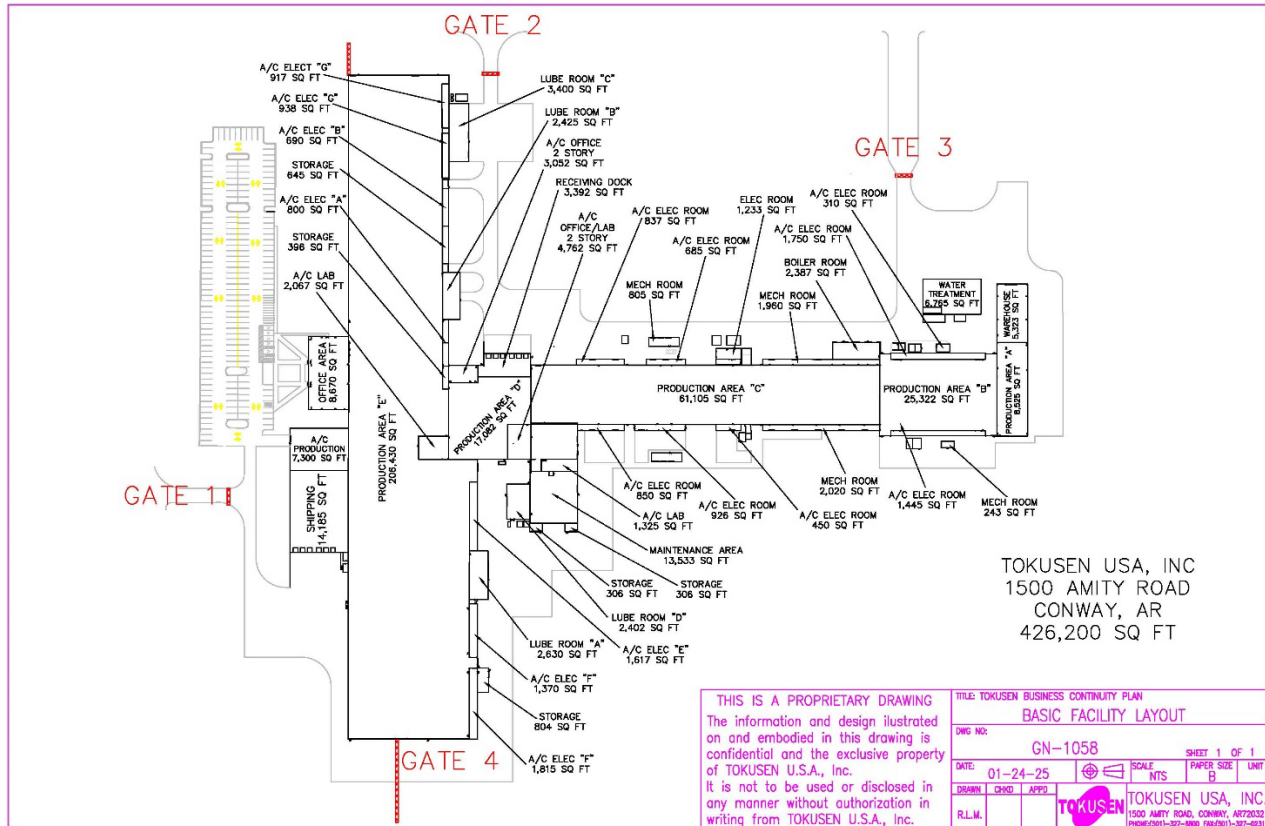 GATE 2
A/C ELECT "G"
917 SQ FT
A/C ELEC "G"
938 SQ FT
A/C ELEC "B"
690 SQ FT
STORAGE
645 SQ FT
A/C ELEC "A"
800 SQ FT
STORAGE
398 SQ FT
A/C LAB
2,067 SQ FT
LUBE ROOM "C"
3,400 SQ FT
LUBE ROOM "B"
2,425 SQ FT
A/C OFFICE
2 STORY
3,052 SQ FT
RECEIVING DOCK
3,392 SQ FT
A/C
OFFICE/LAB
2 STORY
4,762 SQ FT
A/C ELEC ROOM
837 SQ FT
A/C ELEC ROOM
685 SQ FT
MECH ROOM
805 SQ FT
ELEC ROOM
1,233 SQ FT
MECH ROOM
1,960 SQ FT
BOILER ROOM
2,387 SQ FT
GATE 3
A/C ELEC ROOM
310 SQ FT
A/C ELEC ROOM
1,750 SQ FT
WATER
TREATMENT
6,765 SQ FT
WAREHOUSE
5,323 SQ FT
PRODUCTION AREA "A"
8,525 SQ FT
PRODUCTION AREA "B"
25,322 SQ FT
PRODUCTION AREA "C"
61,105 SQ FT
PRODUCTION AREA "D"
17,082 SQ FT
PRODUCTION AREA "E"
206,430 SQ FT
OFFICE AREA
8,670 SQ FT
A/C
PRODUCTION
7,300 SQ FT
SHIPPING
14,185 SQ FT
GATE 1
A/C ELEC ROOM
850 SQ FT
A/C ELEC ROOM
926 SQ FT
A/C ELEC ROOM
450 SQ FT
MECH ROOM
2,020 SQ FT
A/C ELEC ROOM
1,445 SQ FT
MECH ROOM
243 SQ FT
A/C LAB
1,325 SQ FT
MAINTENANCE AREA
13,533 SQ FT
STORAGE
306 SQ FT
STORAGE
306 SQ FT
LUBE ROOM "D"
2,402 SQ FT
A/C ELEC "E"
1,617 SQ FT
LUBE ROOM "A"
2,630 SQ FT
A/C ELEC "F"
1,370 SQ FT
STORAGE
804 SQ FT
A/C ELEC "F"
1,815 SQ FT
GATE 4
TOKUSEN USA, INC
1500 AMITY ROAD
CONWAY, AR
426,200 SQ FT
THIS IS A PROPRIETARY DRAWING
The information and design ilustrated
on and embodied in this drawing is
confidential and the exclusive property
of TOKUSEN U.S.A., Inc.
It is not to be used or disclosed in
any manner without authorization in
writing from TOKUSEN U.S.A., Inc.
TITLE: TOKUSEN BUSINESS CONTINUITY PLAN
BASIC FACILITY LAYOUT
DWG NO:
GN-1058
SHEET 1 OF 1
DATE: 01-24-25
SCALE
NTS
PAPER SIZE
B
UNIT
DRAWN CHKD APPD
R.L.M.
TOKUSEN
TOKUSEN USA, INC.
1500 AMITY ROAD, CONWAY, AR72032